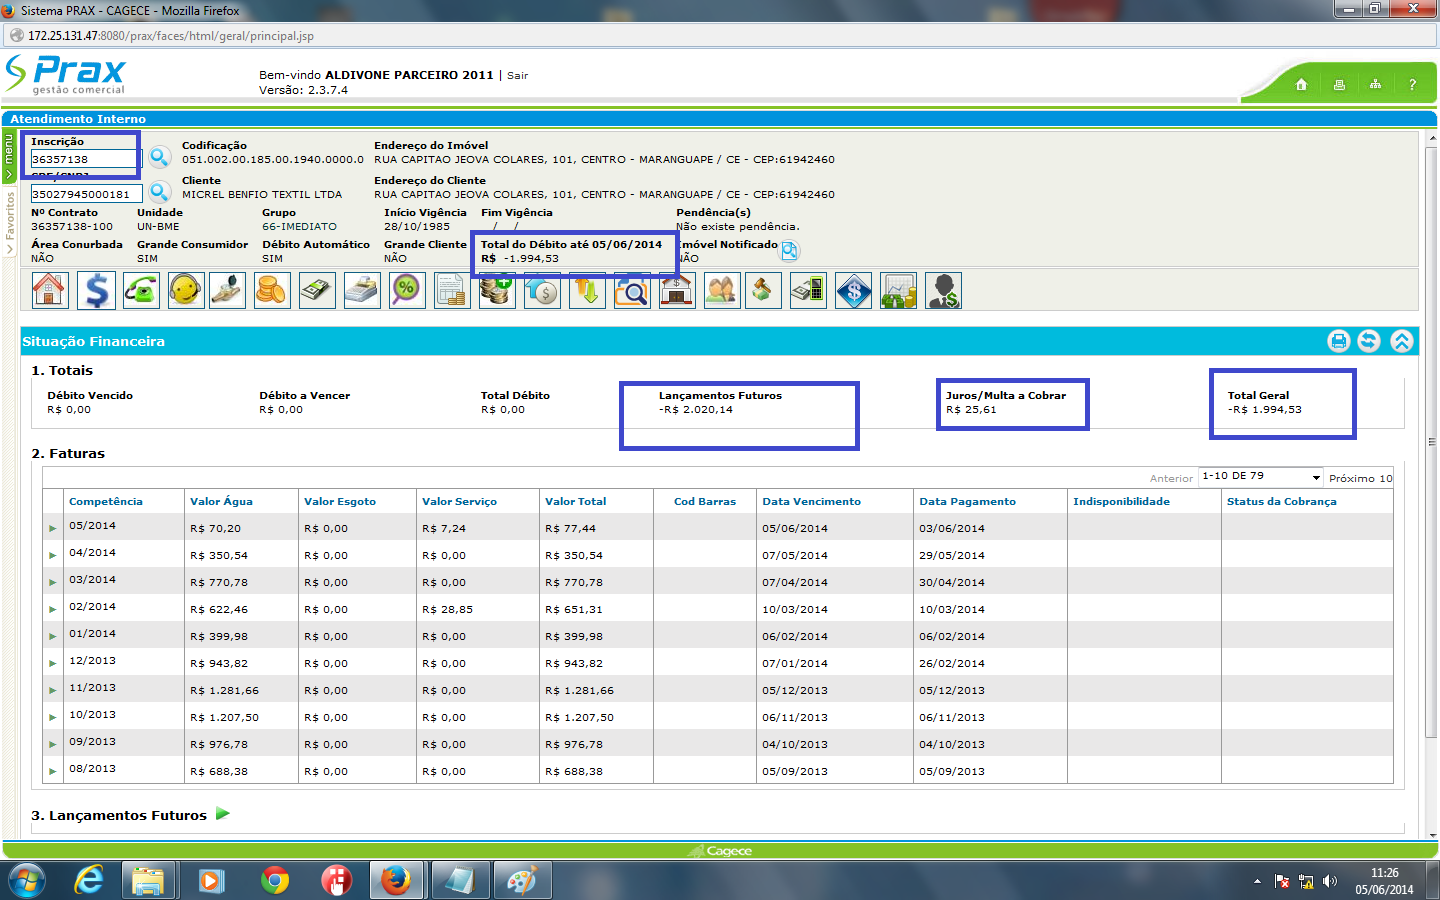 Sistema PRAX - CAGECE - Mozilla Firefox
172.25.131.47:8080/prax/faces/html/geral/principal.jsp
Prax
gestão comercial
Bem-vindo ALDIVONE PARCEIRO 2011 | Sair
Versão: 2.3.7.4
?
Atendimento Interno
menu
Favoritos
Inscrição Codificação Endereço do Imóvel
36357138 051.002.00.185.00.1940.0000.0 RUA CAPITAO JEOVA COLARES, 101, CENTRO - MARANGUAPE / CE - CEP:61942460
CPF/CNPJ Cliente Endereço do Cliente
35027945000181 MICREL BENFIO TEXTIL LTDA RUA CAPITAO JEOVA COLARES, 101, CENTRO - MARANGUAPE / CE - CEP:61942460
Nº Contrato Unidade Grupo Início Vigência Fim Vigência Pendência(s)
36357138-100 UN-BME 66-IMEDIATO 28/10/1985 __/__/__ Não existe pendência.
Área Conurbada Grande Consumidor Débito Automático Grande Cliente Total do Débito até 05/06/2014 Imóvel Notificado
NÃO SIM SIM NÃO R$ -1.994,53 NÃO
Situação Financeira
1. Totais
Débito Vencido Débito a Vencer Total Débito Lançamentos Futuros Juros/Multa a Cobrar Total Geral
R$ 0,00 R$ 0,00 R$ 0,00 -R$ 2.020,14 R$ 25,61 -R$ 1.994,53
2. Faturas
Anterior 1-10 DE 79 Próximo 10
Competência Valor Água Valor Esgoto Valor Serviço Valor Total Cod Barras Data Vencimento Data Pagamento Indisponibilidade Status da Cobrança
05/2014 R$ 70,20 R$ 0,00 R$ 7,24 R$ 77,44 05/06/2014 03/06/2014
04/2014 R$ 350,54 R$ 0,00 R$ 0,00 R$ 350,54 07/05/2014 29/05/2014
03/2014 R$ 770,78 R$ 0,00 R$ 0,00 R$ 770,78 07/04/2014 30/04/2014
02/2014 R$ 622,46 R$ 0,00 R$ 28,85 R$ 651,31 10/03/2014 10/03/2014
01/2014 R$ 399,98 R$ 0,00 R$ 0,00 R$ 399,98 06/02/2014 06/02/2014
12/2013 R$ 943,82 R$ 0,00 R$ 0,00 R$ 943,82 07/01/2014 26/02/2014
11/2013 R$ 1.281,66 R$ 0,00 R$ 0,00 R$ 1.281,66 05/12/2013 05/12/2013
10/2013 R$ 1.207,50 R$ 0,00 R$ 0,00 R$ 1.207,50 06/11/2013 06/11/2013
09/2013 R$ 976,78 R$ 0,00 R$ 0,00 R$ 976,78 04/10/2013 04/10/2013
08/2013 R$ 688,38 R$ 0,00 R$ 0,00 R$ 688,38 05/09/2013 05/09/2013
3. Lançamentos Futuros
Cagece
11:26
05/06/2014